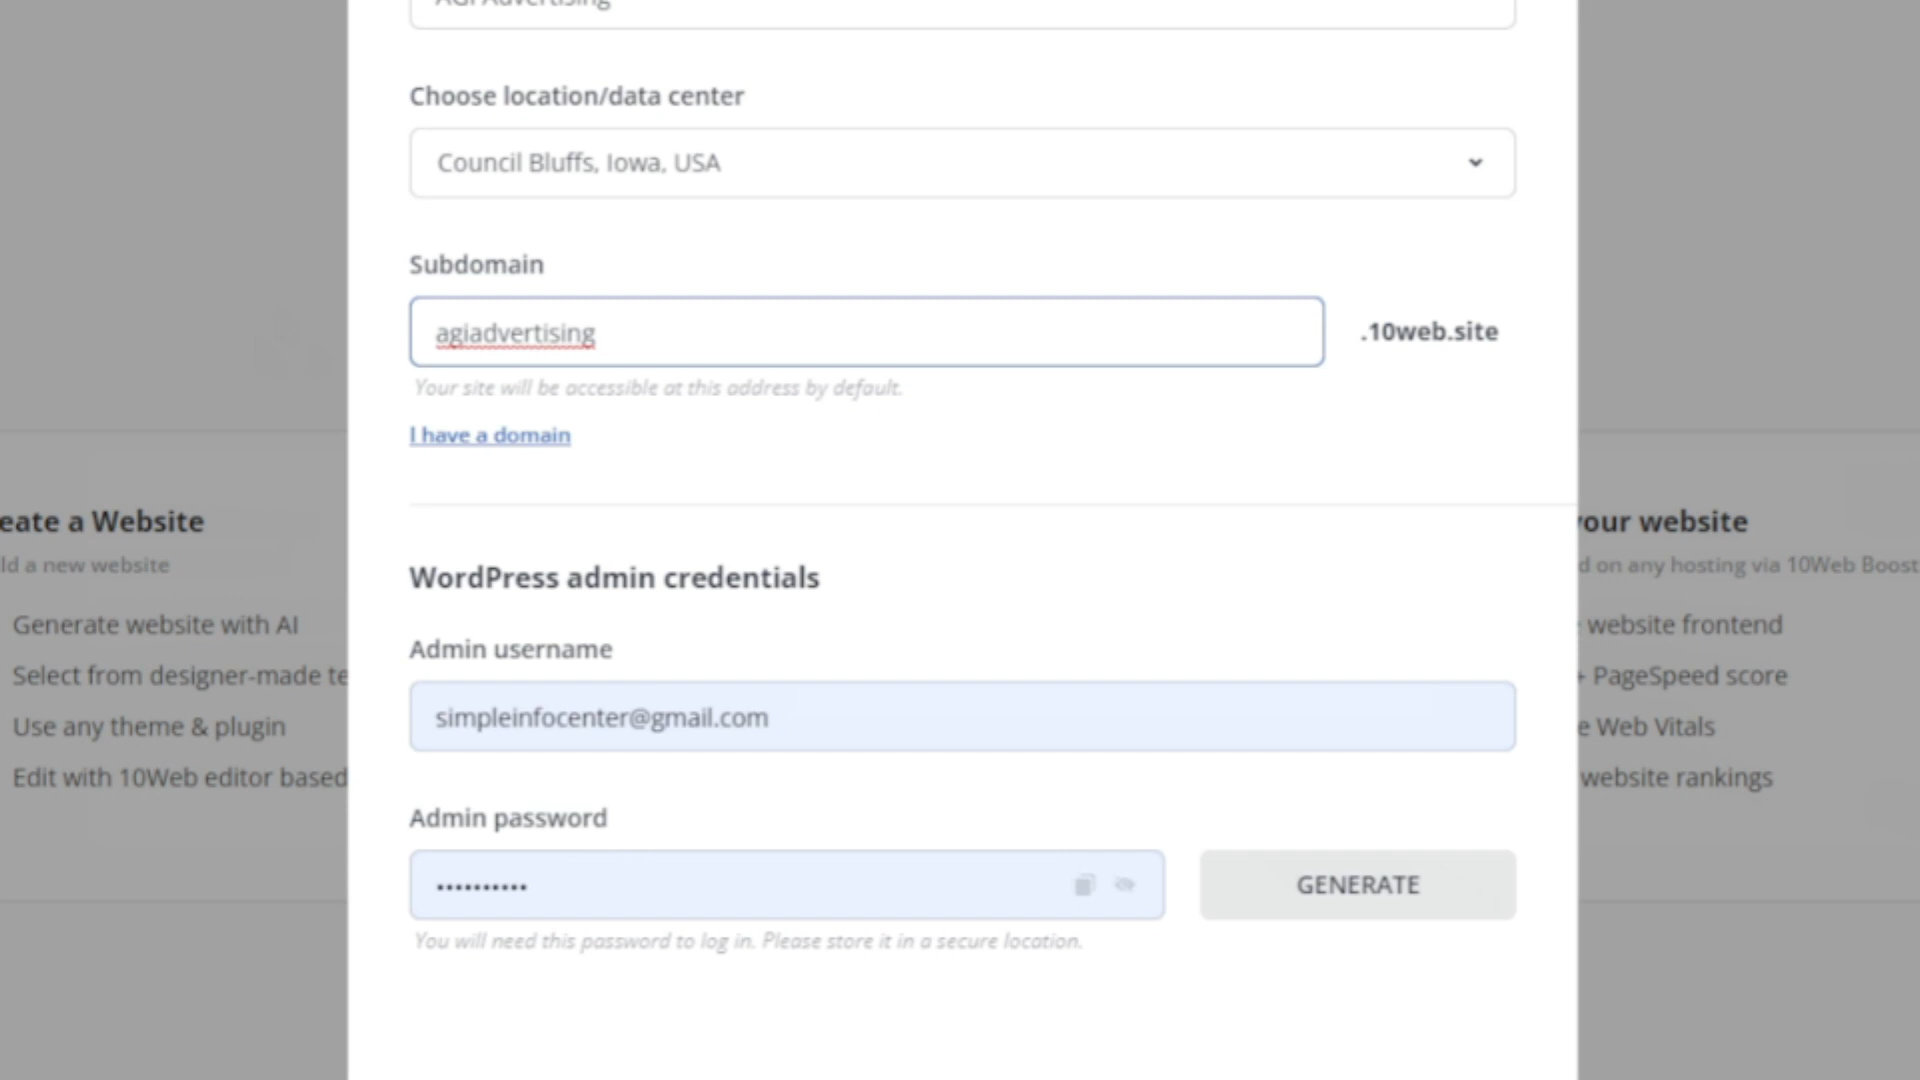 AGI Advertising
Choose location/data center
Council Bluffs, Iowa, USA
Subdomain
agiadvertising
.10web.site
Your site will be accessible at this address by default.
I have a domain
eate a Website
ld a new website
Generate website with AI
Select from designer-made te
Use any theme & plugin
Edit with 10Web editor based
WordPress admin credentials
Admin username
simpleinfocenter@gmail.com
Admin password
••••••••••
GENERATE
You will need this password to log in. Please store it in a secure location.
your website
d on any hosting via 10Web Boost
website frontend
PageSpeed score
e Web Vitals
website rankings